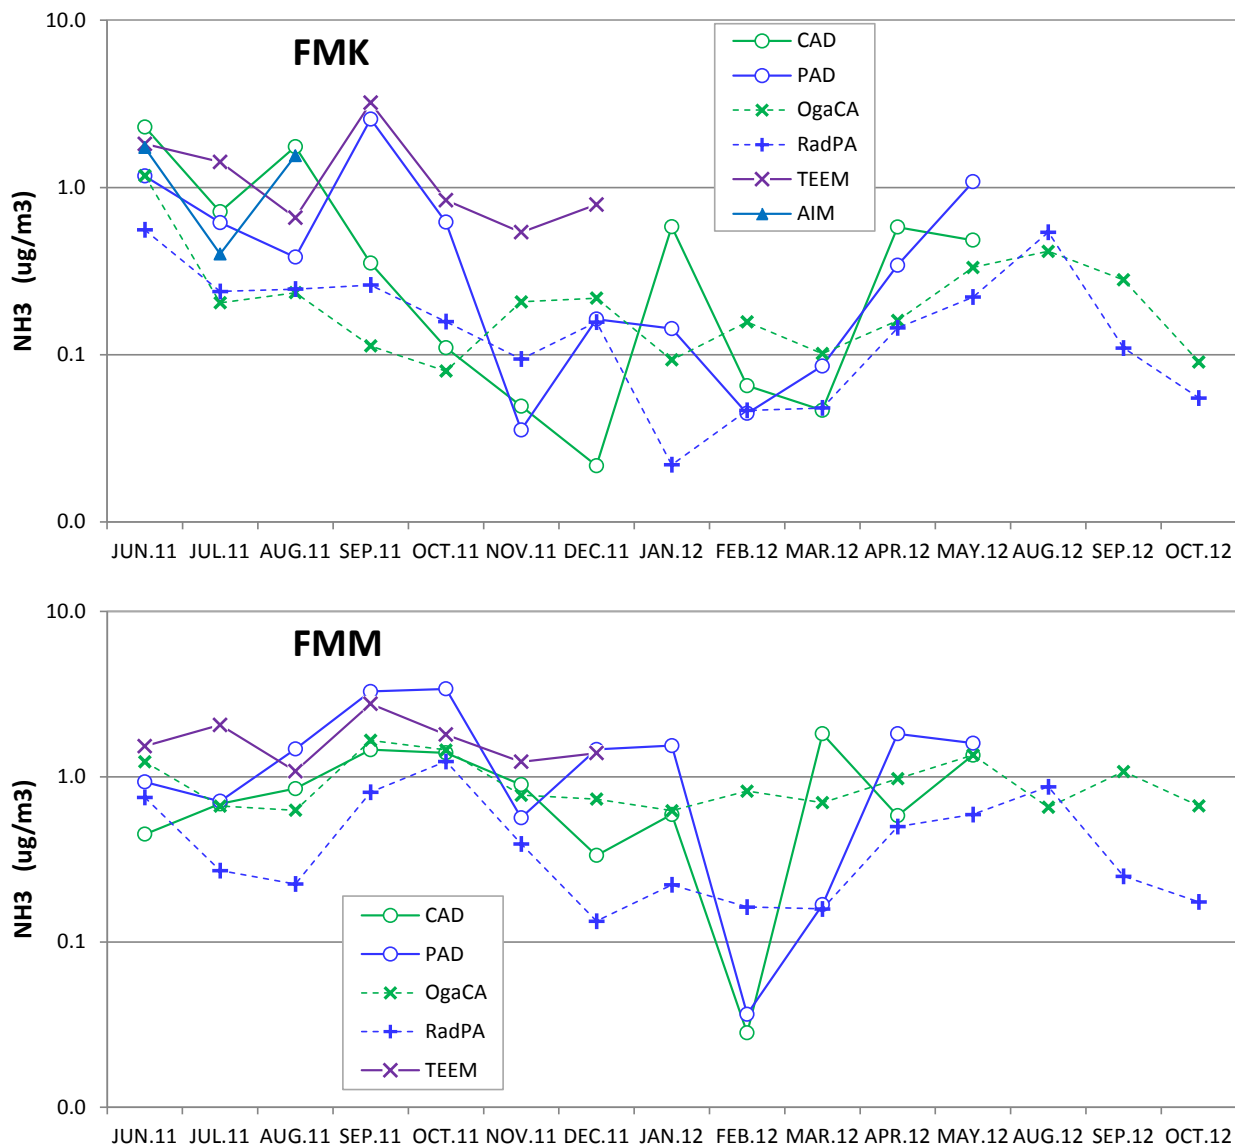 10.0
FMK
CAD
PAD
OgaCA
RadPA
TEEM
AIM
1.0
NH3 (ug/m3)
0.1
0.0
JUN.11 JUL.11 AUG.11 SEP.11 OCT.11 NOV.11 DEC.11 JAN.12 FEB.12 MAR.12 APR.12 MAY.12 AUG.12 SEP.12 OCT.12
10.0
FMM
1.0
NH3 (ug/m3)
CAD
0.1
PAD
OgaCA
RadPA
TEEM
0.0
JUN.11 JUL.11 AUG.11 SEP.11 OCT.11 NOV.11 DEC.11 JAN.12 FEB.12 MAR.12 APR.12 MAY.12 AUG.12 SEP.12 OCT.12